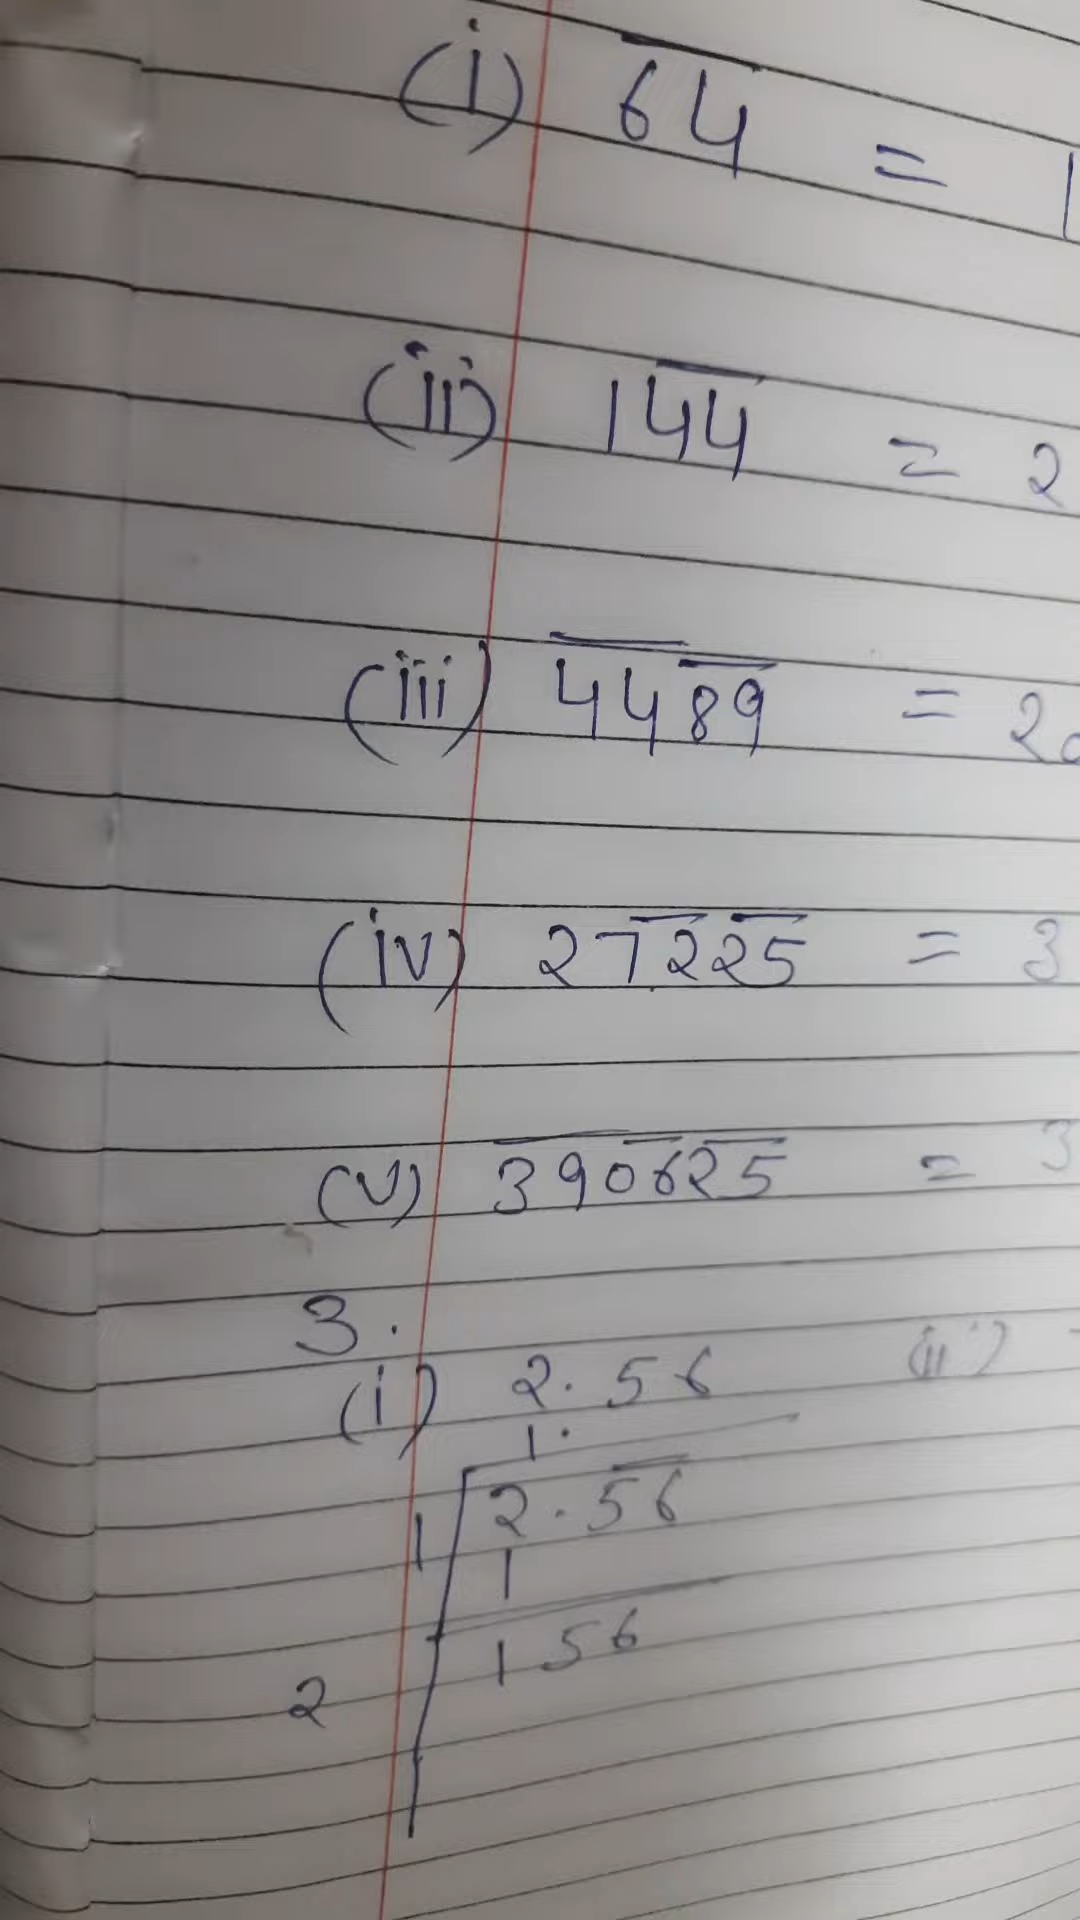 (i) 64 = 1
(ii) 144 = 2
(iii) 4489 = 2
(iv) 27225 = 3
(v) 390625 = 3
3.
(i) 2.56 (ii)
1.
1 2.56
1
2 156